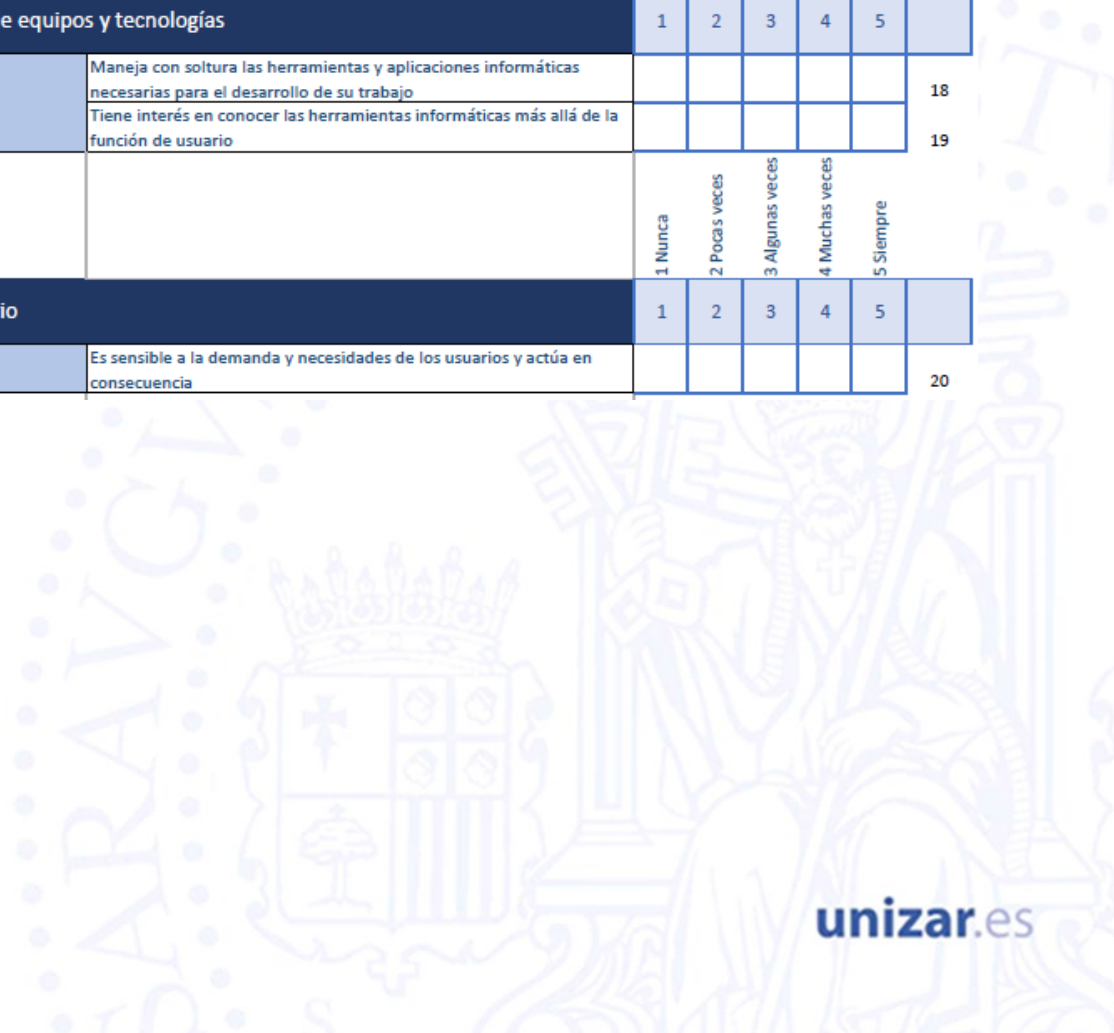 e equipos y tecnologías 1 2 3 4 5
Maneja con soltura las herramientas y aplicaciones informáticas
necesarias para el desarrollo de su trabajo 18
Tiene interés en conocer las herramientas informáticas más allá de la
función de usuario 19
1 Nunca
2 Pocas veces
3 Algunas veces
4 Muchas veces
5 Siempre
io 1 2 3 4 5
Es sensible a la demanda y necesidades de los usuarios y actúa en
consecuencia 20
unizar.es